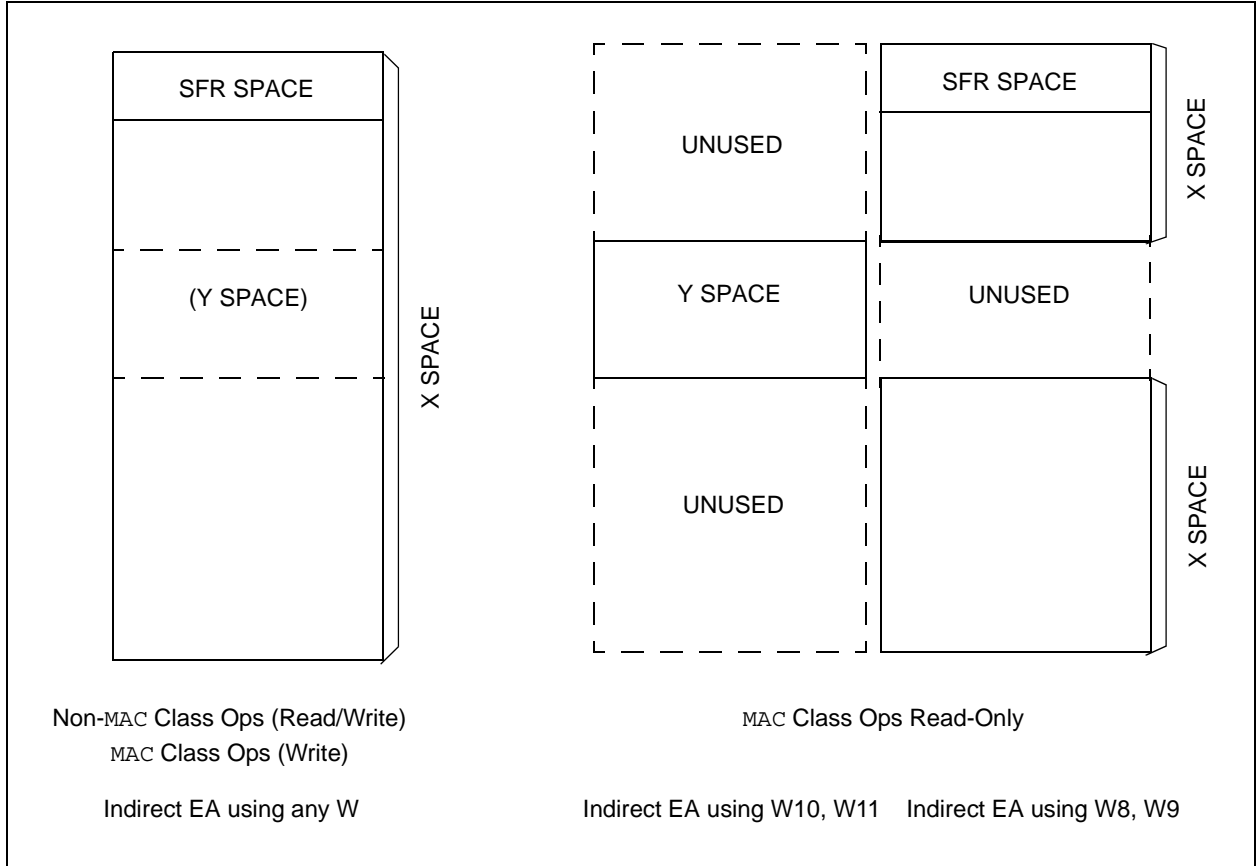 SFR SPACE
(Y SPACE)
X SPACE
Non-MAC Class Ops (Read/Write)
MAC Class Ops (Write)
Indirect EA using any W
UNUSED
Y SPACE
UNUSED
SFR SPACE
X SPACE
UNUSED
X SPACE
MAC Class Ops Read-Only
Indirect EA using W10, W11
Indirect EA using W8, W9